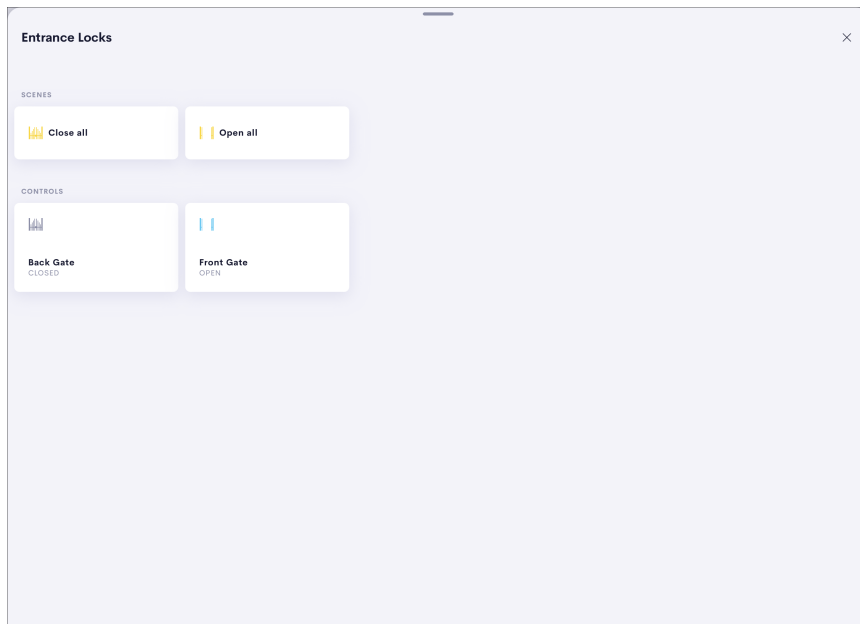 Entrance Locks
SCENES
Close all
Open all
CONTROLS
Back Gate
CLOSED
Front Gate
OPEN